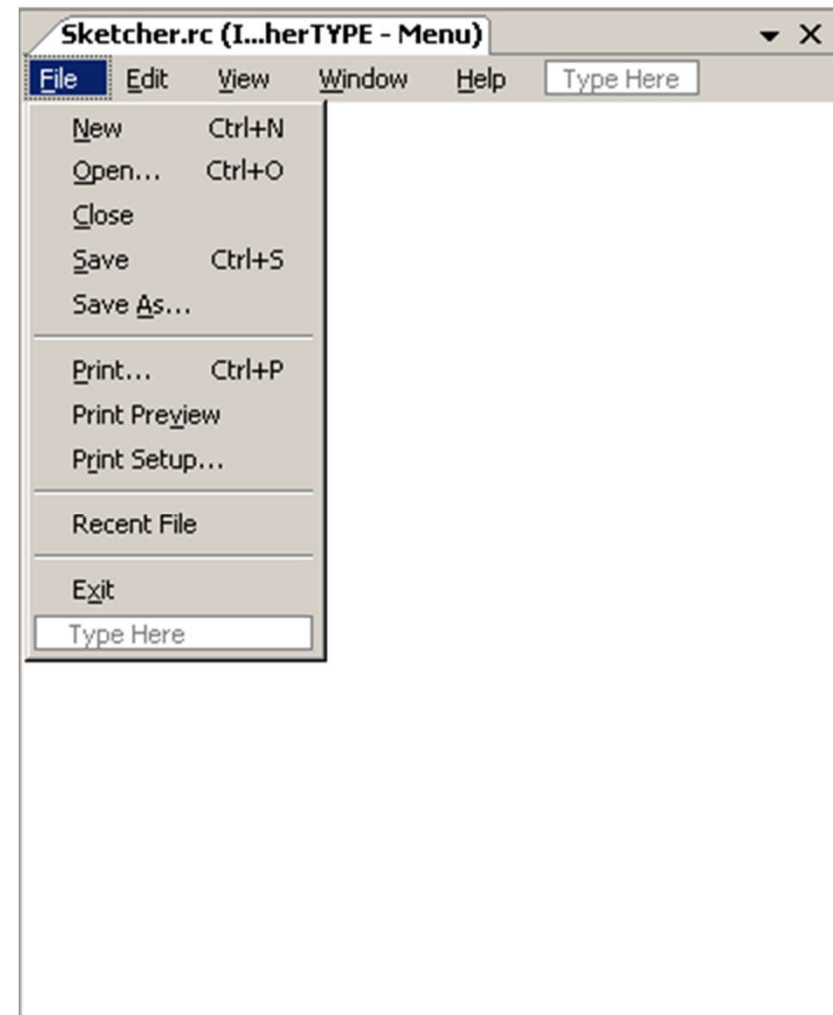 Sketcher.rc (I...herTYPE - Menu)
File Edit View Window Help Type Here
New Ctrl+N
Open... Ctrl+O
Close
Save Ctrl+S
Save As...
Print... Ctrl+P
Print Preview
Print Setup...
Recent File
Exit
Type Here